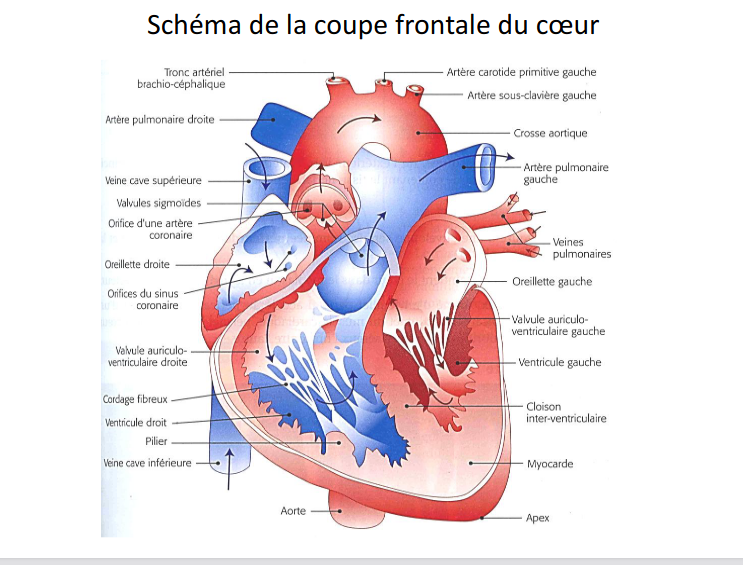 Schéma de la coupe frontale du cœur
Tronc artériel
brachio-céphalique
Artère pulmonaire droite
Veine cave supérieure
Valvules sigmoïdes
Orifice d'une artère
coronaire
Oreillette droite
Orifices du sinus
coronaire
Valvule auriculo-
ventriculaire droite
Cordage fibreux
Ventricule droit
Pilier
Veine cave inférieure
Aorte
Artère carotide primitive gauche
Artère sous-clavière gauche
Crosse aortique
Artère pulmonaire
gauche
Veines
pulmonaires
Oreillette gauche
Valvule auriculo-
ventriculaire gauche
Ventricule gauche
Cloison
inter-ventriculaire
Myocarde
Apex